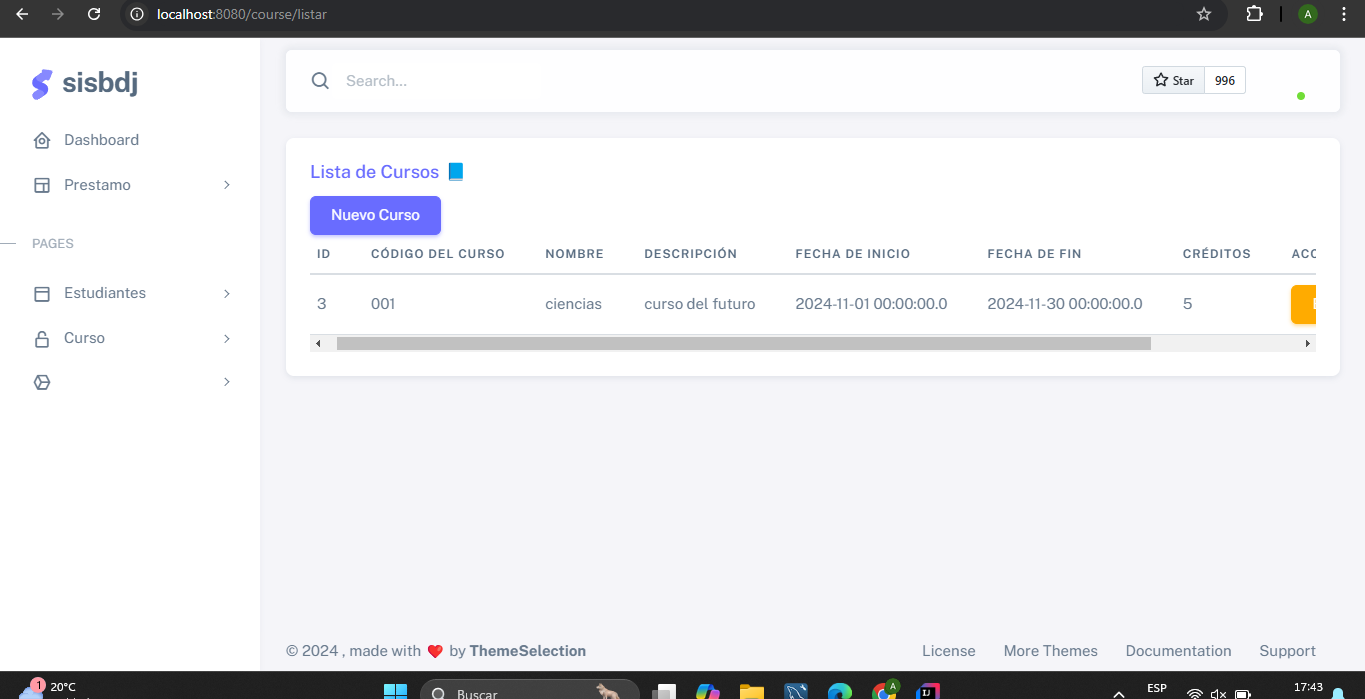 localhost:8080/course/listar
A
sisbdj
Search...
Star
996
Dashboard
Prestamo
PAGES
Estudiantes
Curso
Lista de Cursos
Nuevo Curso
ID CÓDIGO DEL CURSO NOMBRE DESCRIPCIÓN FECHA DE INICIO FECHA DE FIN CRÉDITOS
3 001 ciencias curso del futuro 2024-11-01 00:00:00.0 2024-11-30 00:00:00.0 5
© 2024 , made with ❤️ by ThemeSelection
License More Themes Documentation Support
1
20°C
Buscar
A
IJ
ESP
17:43